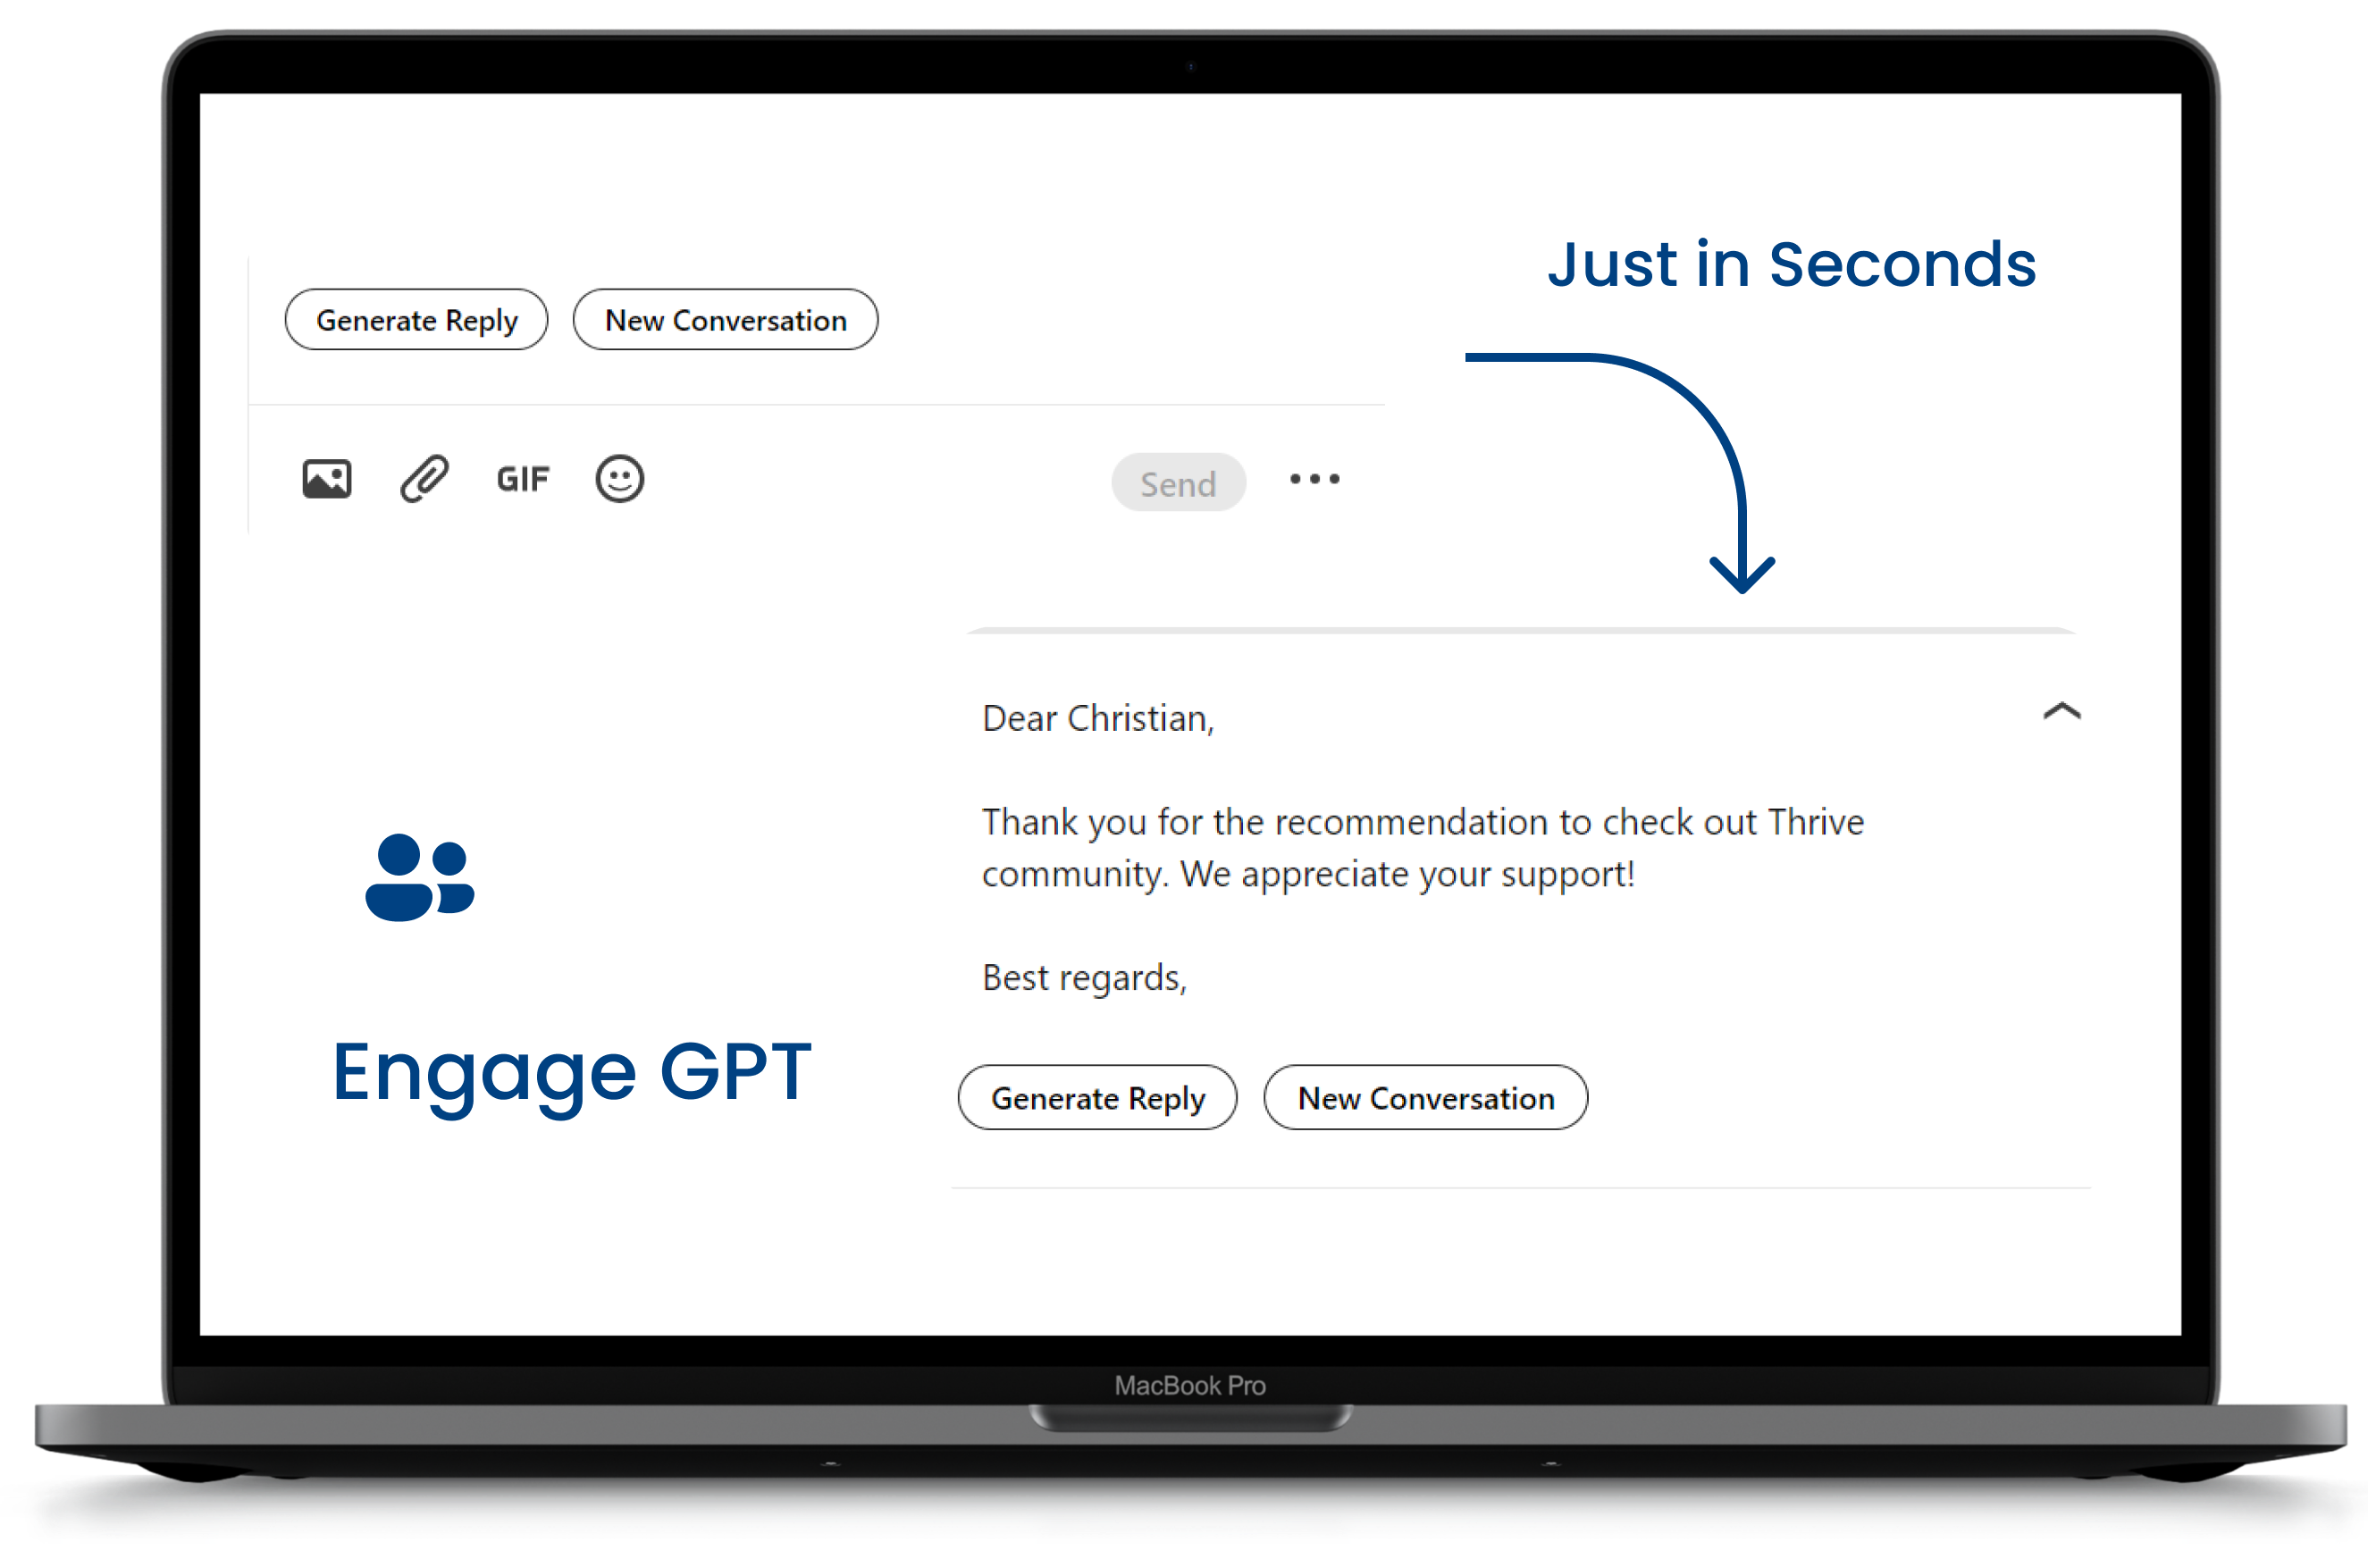 Just in Seconds
Generate Reply
New Conversation
GIF
Send
Dear Christian,
Thank you for the recommendation to check out Thrive
community. We appreciate your support!
Best regards,
Engage GPT
Generate Reply
New Conversation
MacBook Pro